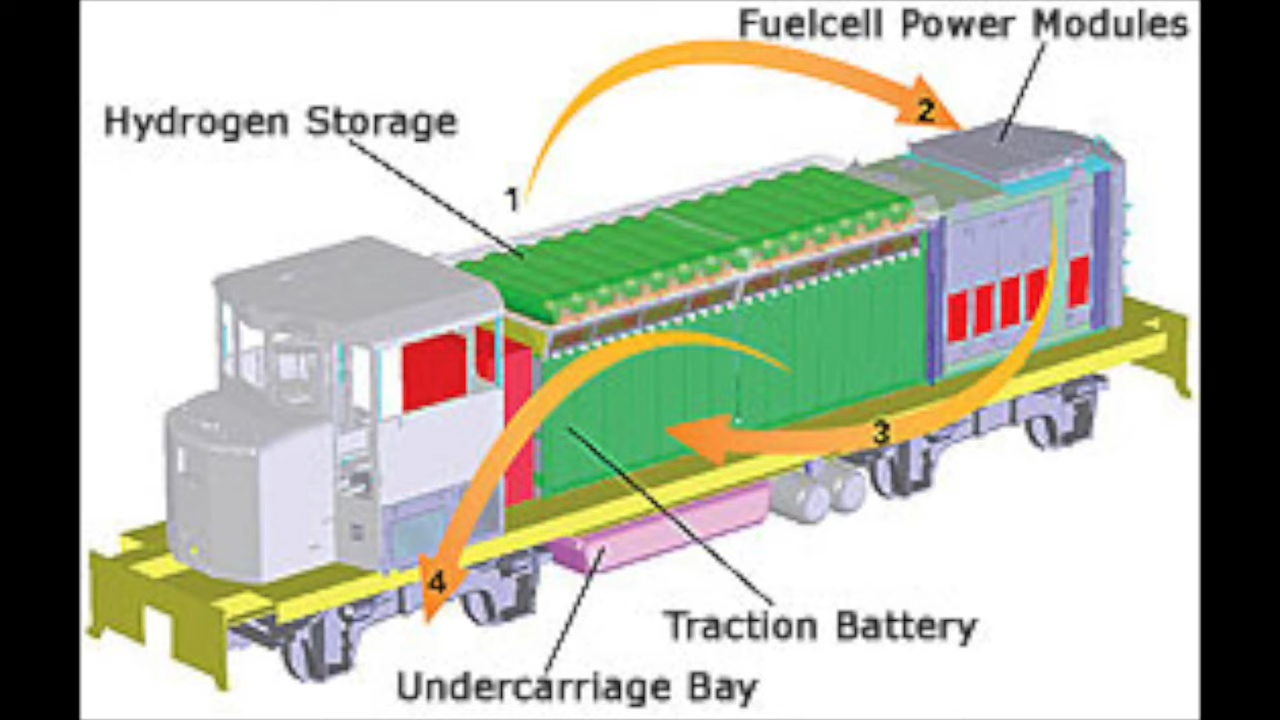 Fuelcell Power Modules
2
Hydrogen Storage
1
3
4
Traction Battery
Undercarriage Bay